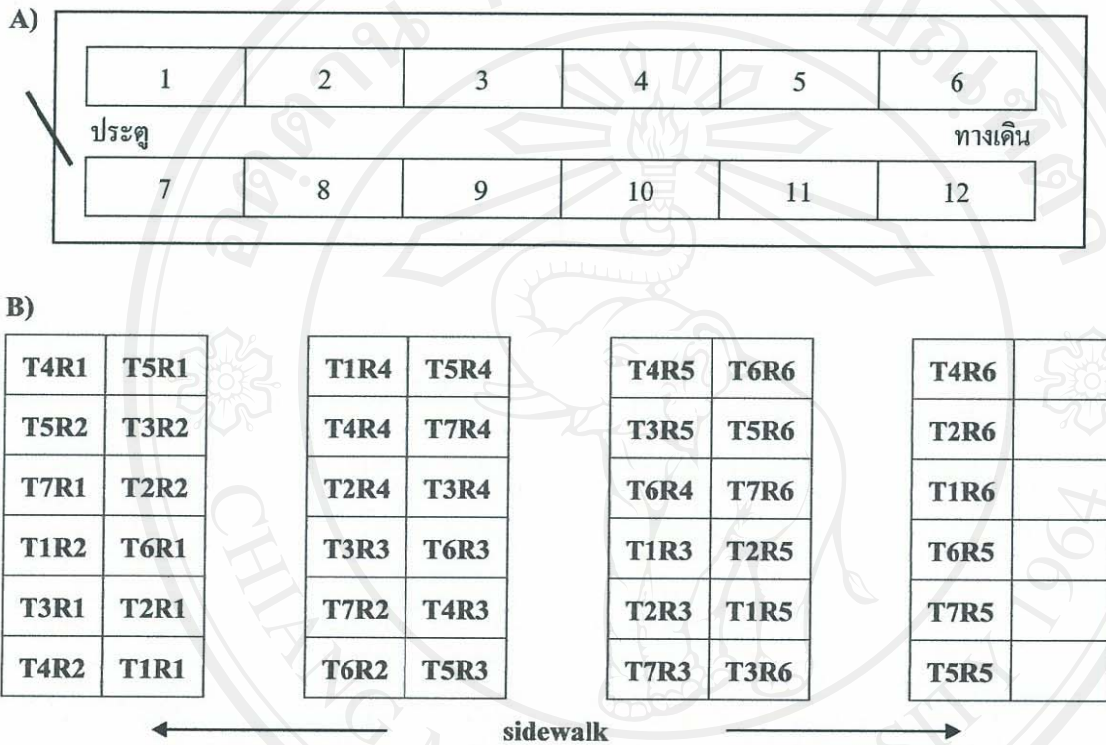 A)
1 2 3 4 5 6
ประตู ทางเดิน
7 8 9 10 11 12
B)
T4R1 T5R1 T1R4 T5R4 T4R5 T6R6 T4R6
T5R2 T3R2 T4R4 T7R4 T3R5 T5R6 T2R6
T7R1 T2R2 T2R4 T3R4 T6R4 T7R6 T1R6
T1R2 T6R1 T3R3 T6R3 T1R3 T2R5 T6R5
T3R1 T2R1 T7R2 T4R3 T2R3 T1R5 T7R5
T4R2 T1R1 T6R2 T5R3 T7R3 T3R6 T5R5
sidewalk